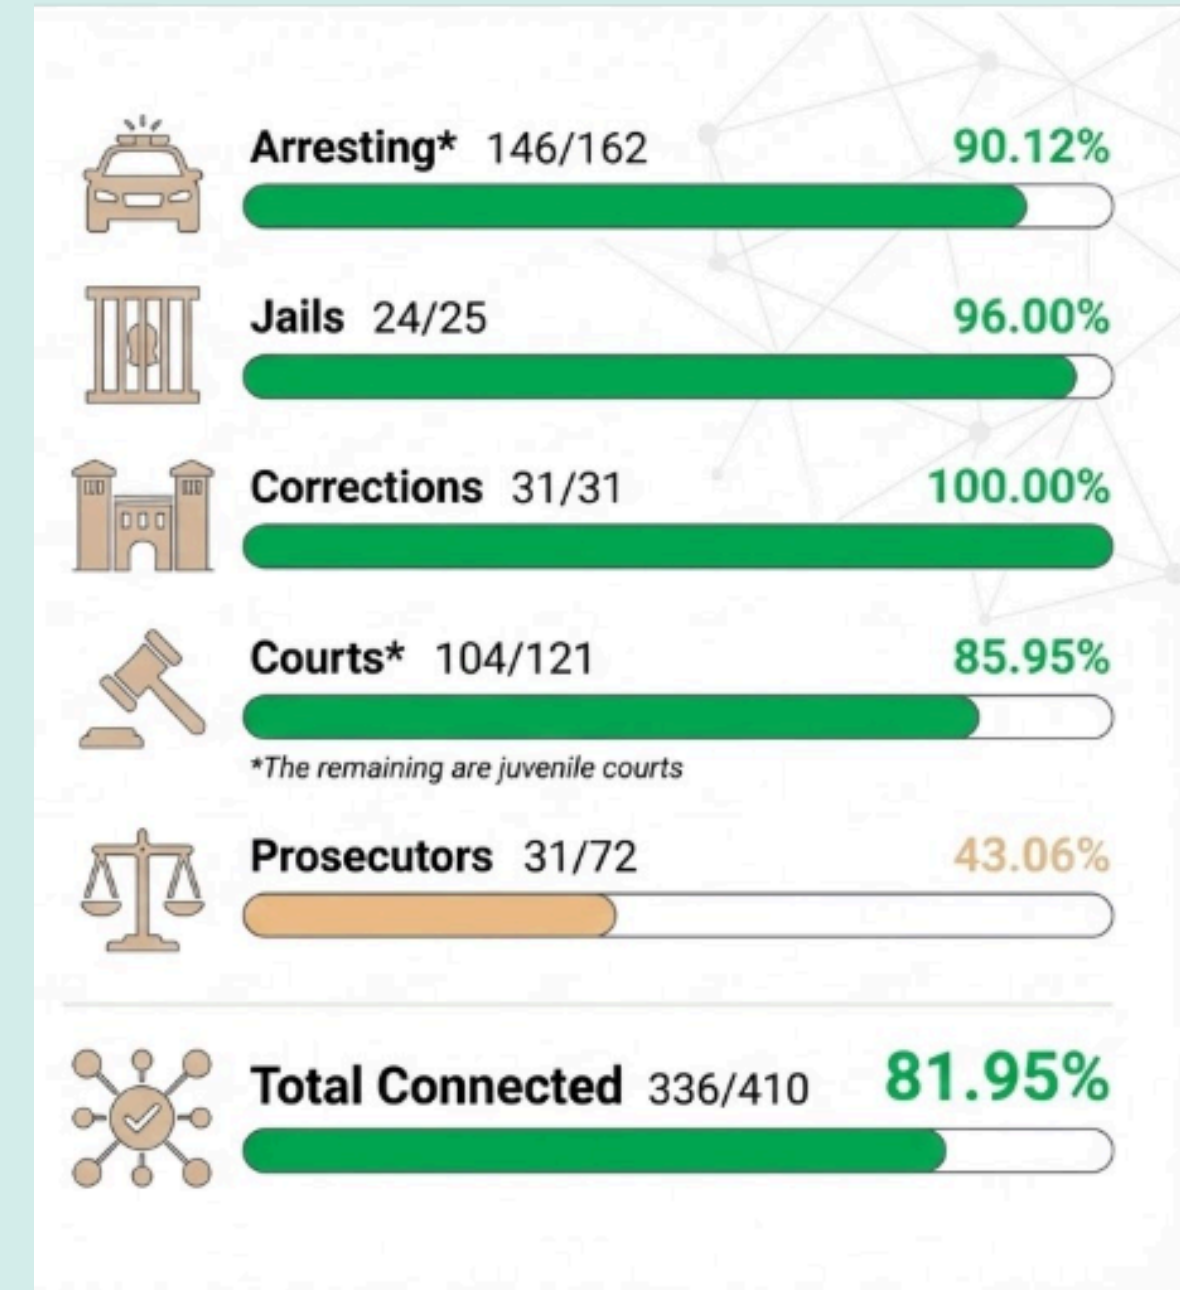 Arresting* 146/162 90.12%
Jails 24/25 96.00%
Corrections 31/31 100.00%
Courts* 104/121 85.95%
*The remaining are juvenile courts
Prosecutors 31/72 43.06%
Total Connected 336/410 81.95%